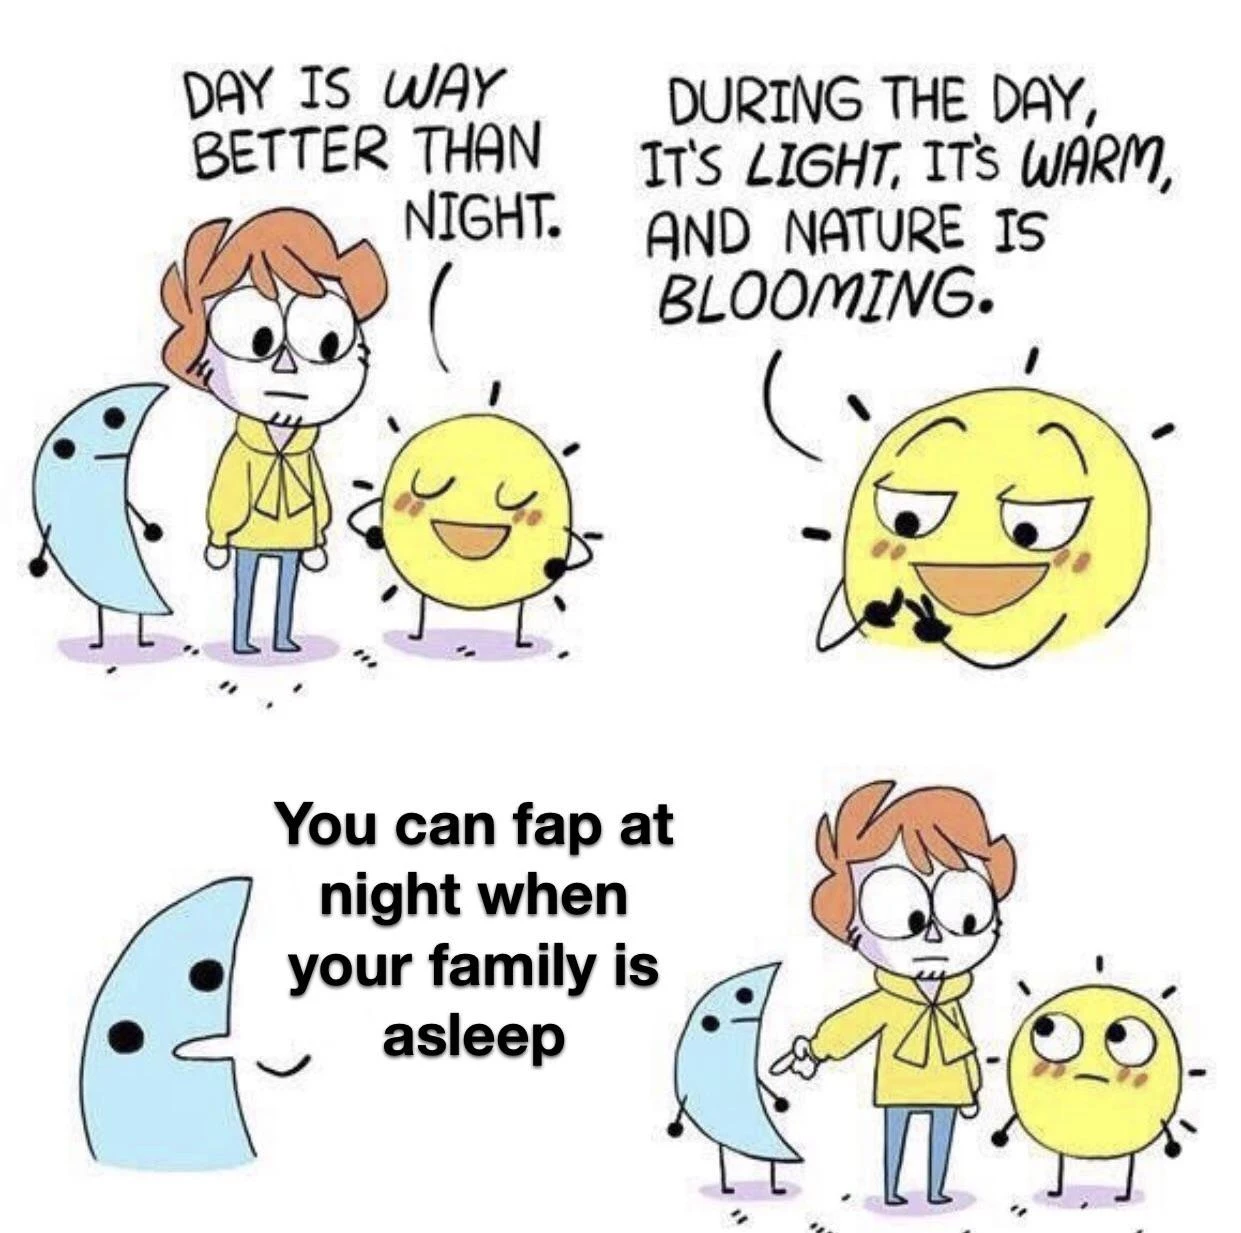 DAY IS WAY
BETTER THAN
NIGHT.
DURING THE DAY,
IT'S LIGHT, IT'S WARM,
AND NATURE IS
BLOOMING.
You can fap at
night when
your family is
asleep